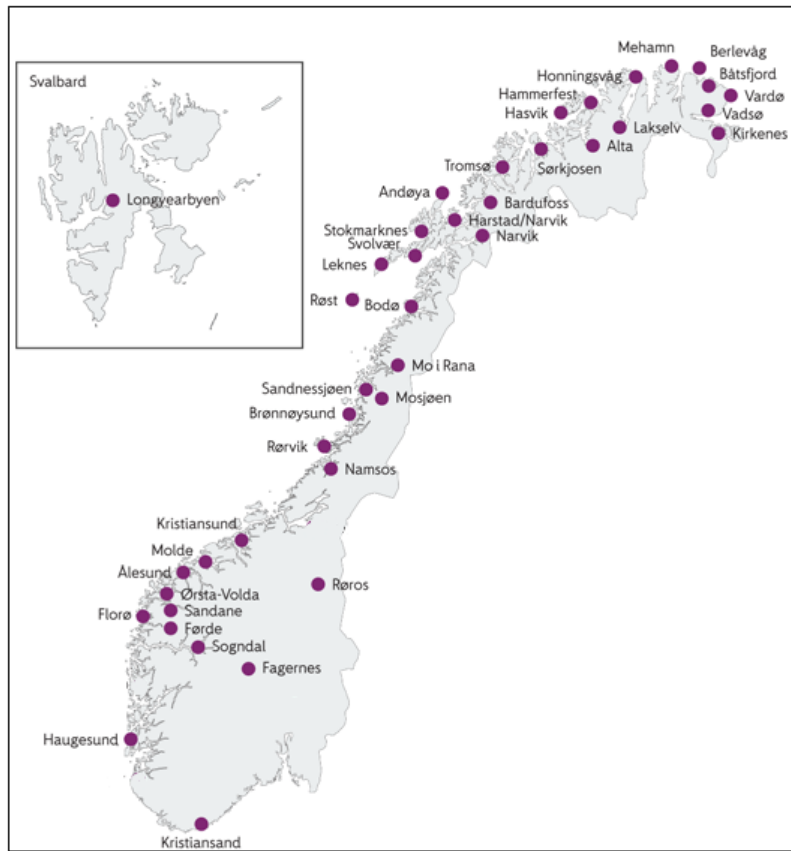 Svalbard
Longyearbyen
Mehamn
Berlevåg
Honningsvåg
Båtsfjord
Hammerfest
Vardø
Hasvik
Vadsø
Lakselv
Kirkenes
Alta
Tromsø
Sørkjosen
Andøya
Bardufoss
Harstad/Narvik
Stokmarknes
Narvik
Svolvær
Leknes
Røst
Bodø
Mo i Rana
Sandnessjøen
Mosjøen
Brønnøysund
Rørvik
Namsos
Kristiansund
Molde
Ålesund
Røros
Ørsta-Volda
Sandane
Florø
Førde
Sogndal
Fagernes
Haugesund
Kristiansand